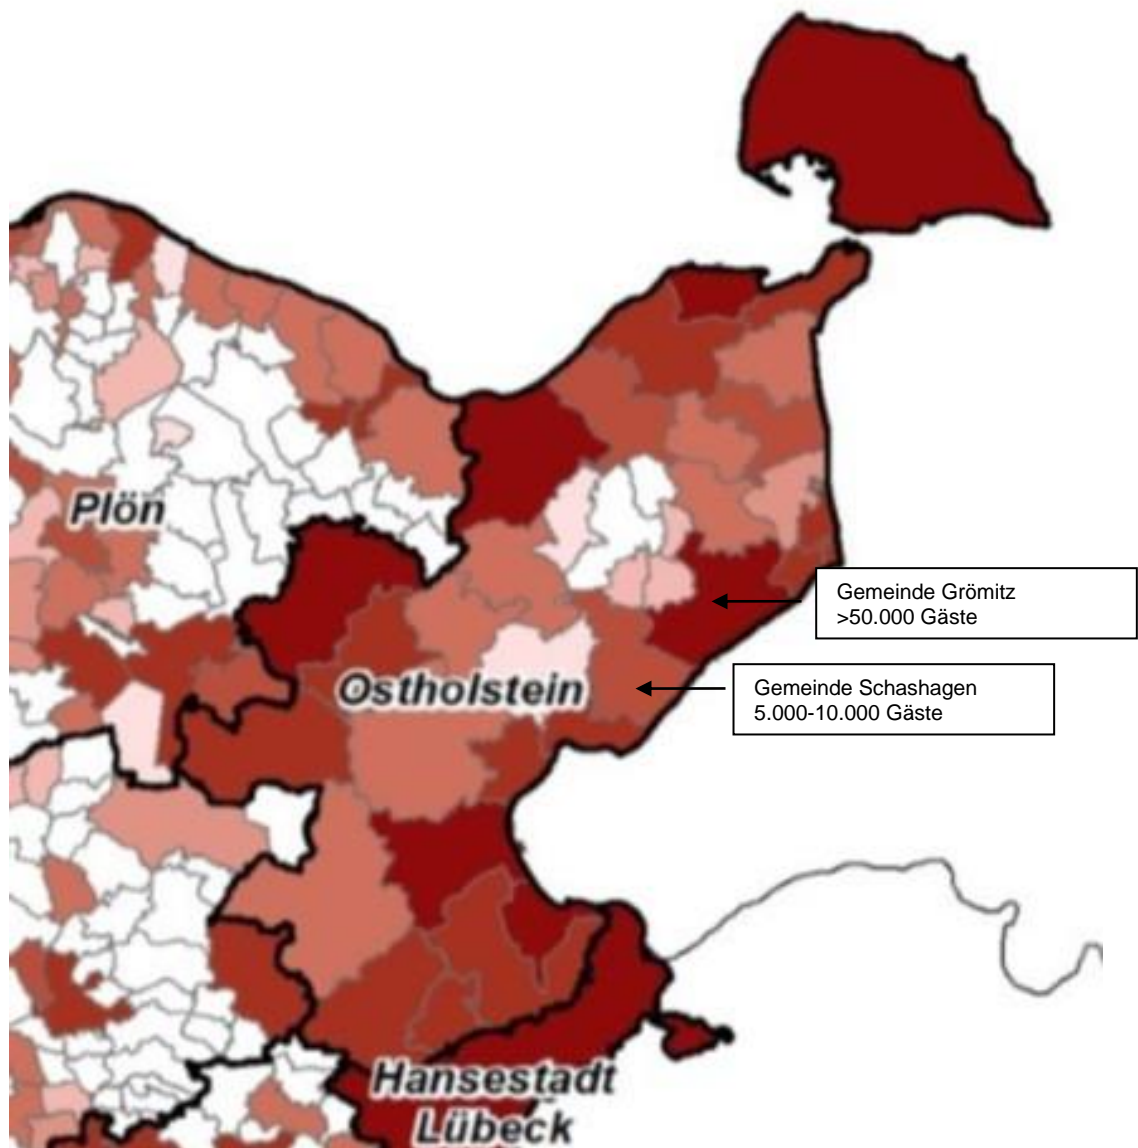 Plön
Gemeinde Grömitz
>50.000 Gäste
Ostholstein
Gemeinde Schashagen
5.000-10.000 Gäste
Hansestadt
Lübeck